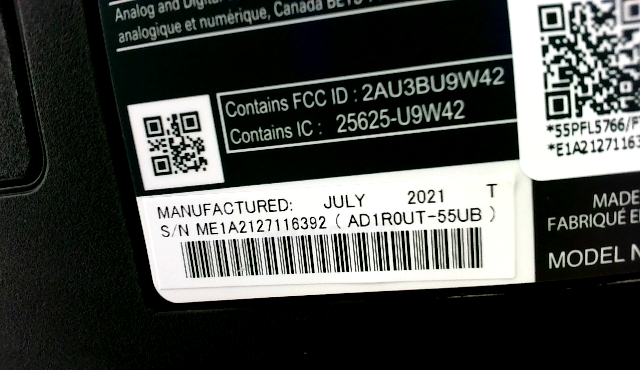 Analog and Digital
analogique et numérique, Canada
Contains FCC ID : 2AU3BU9W42
Contains IC : 25625-U9W42
MANUFACTURED: JULY 2021 T
S/N ME1A2127116392 ( AD1R0UT-55UB )
*55PFL5766/F
*E1A2127116
MADE
FABRIQUÉ E
MODEL N